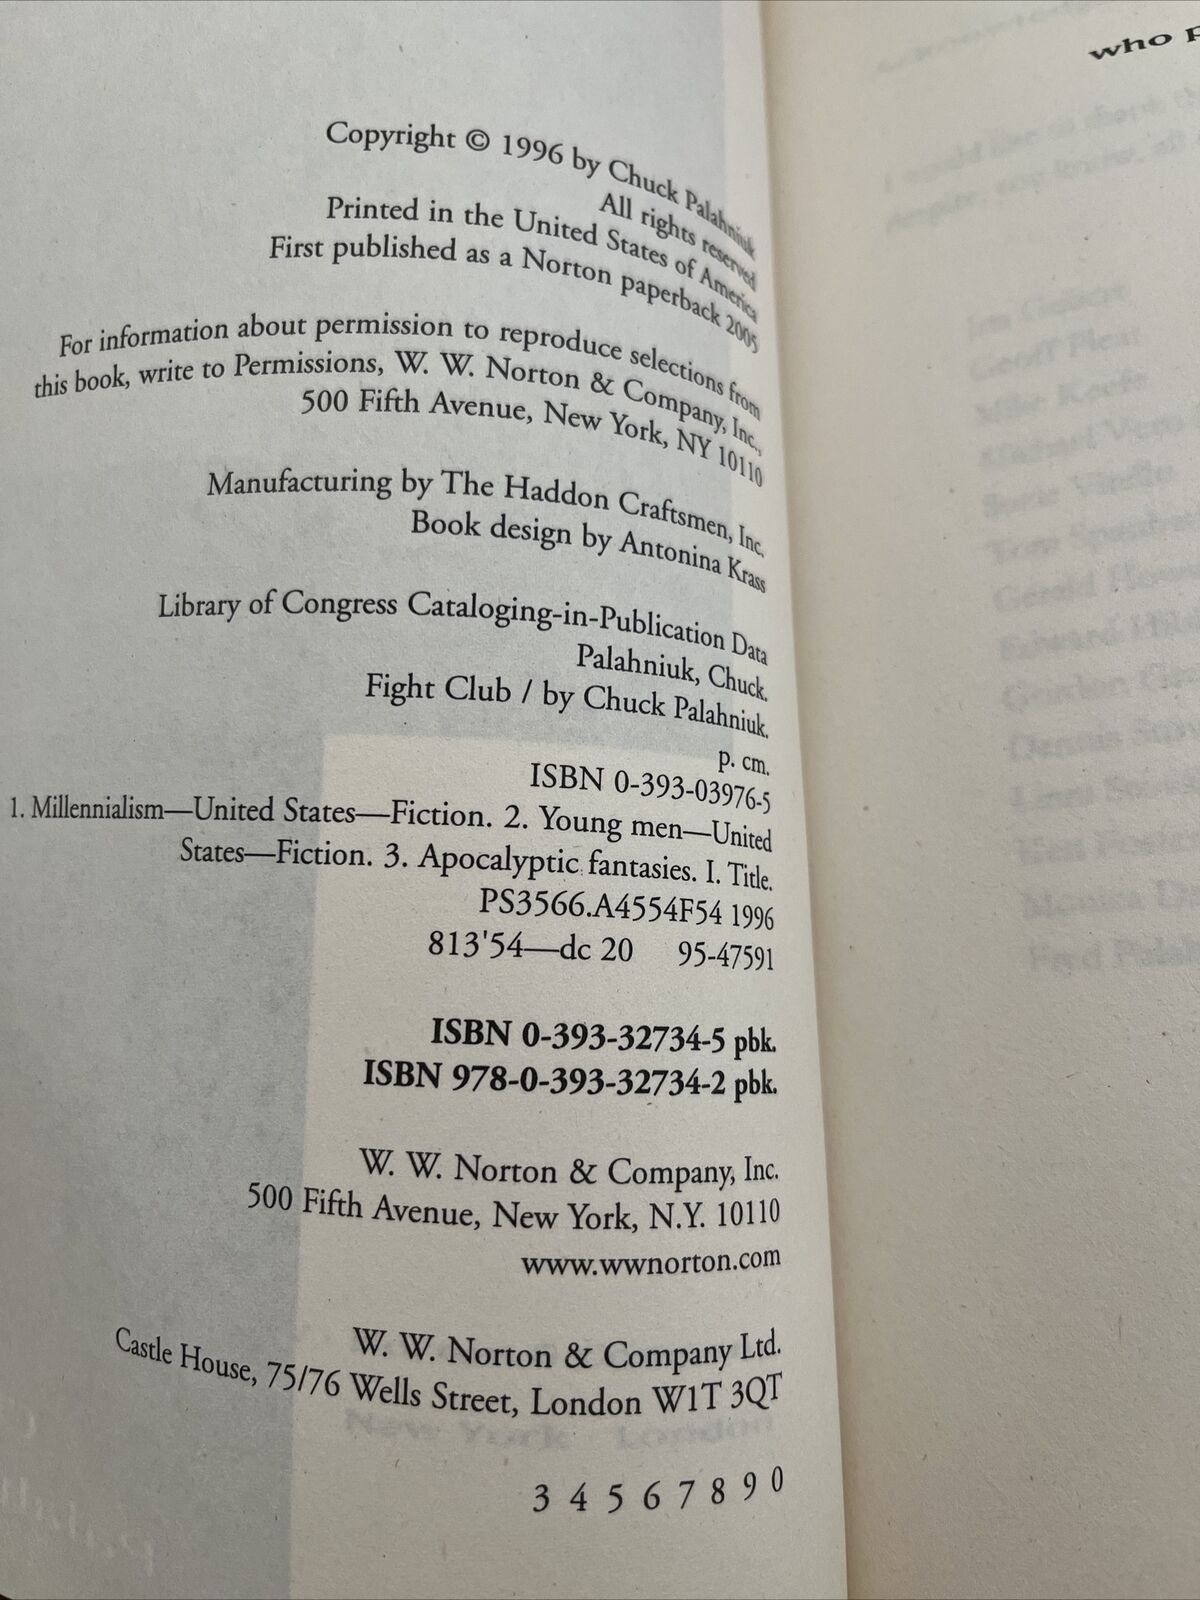 Copyright © 1996 by Chuck Palahniuk
All rights reserved
Printed in the United States of America
First published as a Norton paperback 2005
For information about permission to reproduce selections from
this book, write to Permissions, W. W. Norton & Company, Inc.,
500 Fifth Avenue, New York, NY 10110
Manufacturing by The Haddon Craftsmen, Inc.
Book design by Antonina Krass
Library of Congress Cataloging-in-Publication Data
Palahniuk, Chuck.
Fight Club / by Chuck Palahniuk.
p. cm.
ISBN 0-393-03976-5
1. Millennialism—United States—Fiction. 2. Young men—United
States—Fiction. 3. Apocalyptic fantasies. I. Title.
PS3566.A4554F54 1996
813'54—dc 20 95-47591
ISBN 0-393-32734-5 pbk.
ISBN 978-0-393-32734-2 pbk.
W. W. Norton & Company, Inc.
500 Fifth Avenue, New York, N.Y. 10110
www.wwnorton.com
W. W. Norton & Company Ltd.
Castle House, 75/76 Wells Street, London W1T 3QT
3 4 5 6 7 8 9 0
who